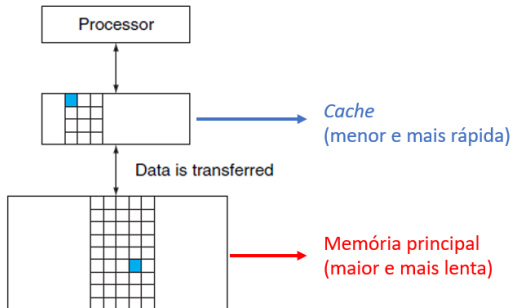 Processor
Cache
(menor e mais rápida)
Data is transferred
Memória principal
(maior e mais lenta)